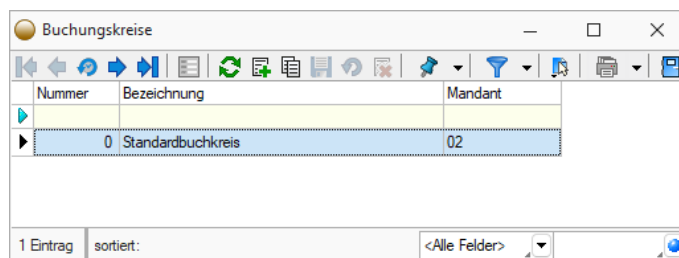 Buchungskreise
Nummer Bezeichnung Mandant
0 Standardbuchkreis 02
1 Eintrag sortiert: <Alle Felder>